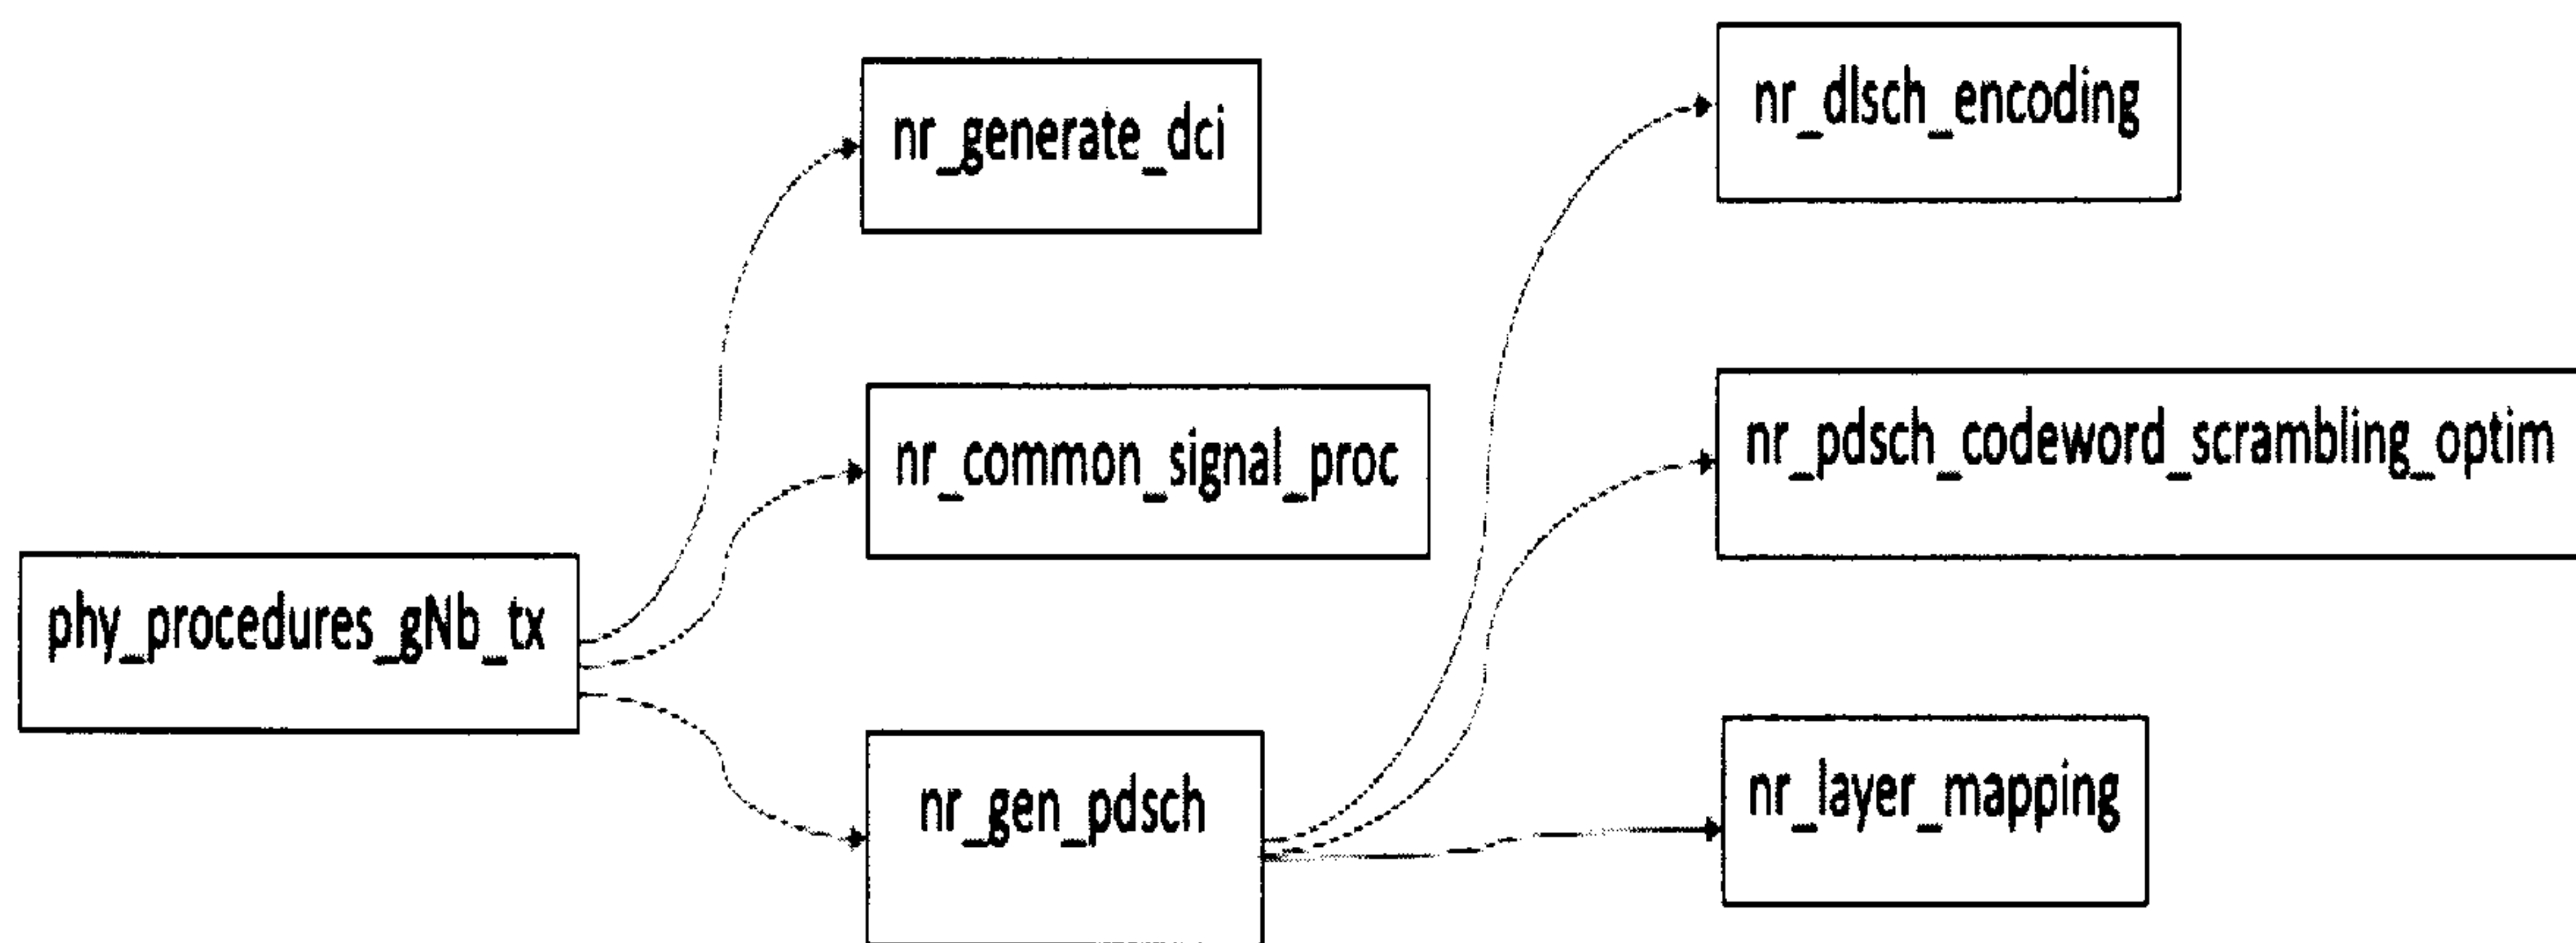 nr_generate_dci
nr_dlsch_encoding
nr_common_signal_proc
nr_pdsch_codeword_scrambling_optim
phy_procedures_gNb_tx
nr_gen_pdsch
nr_layer_mapping